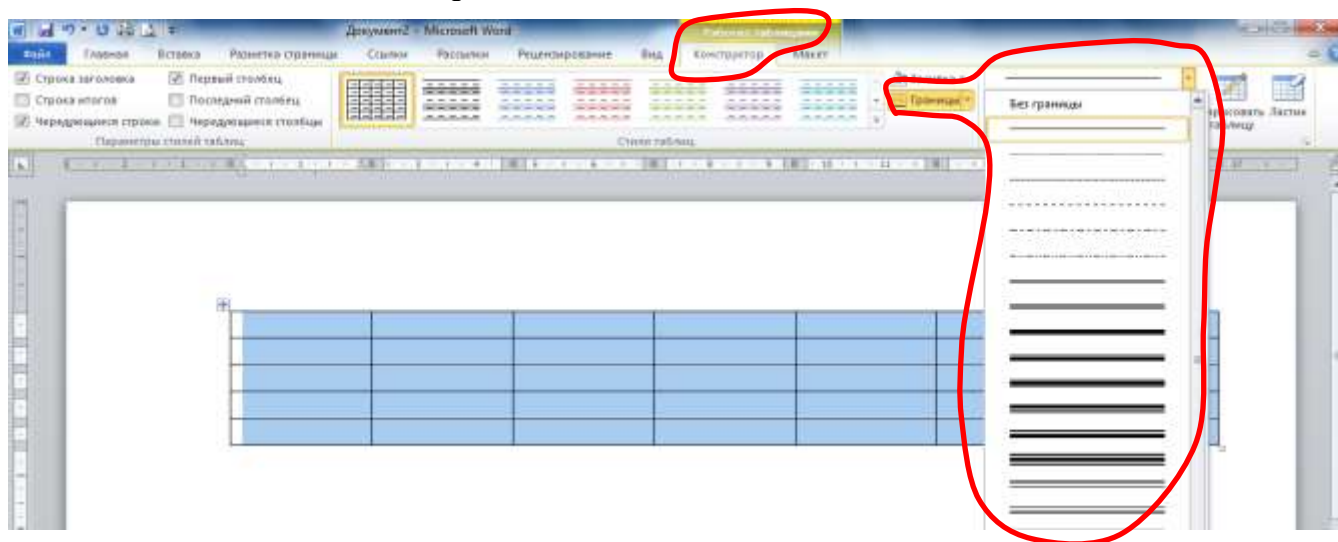 Документ2 - Microsoft Word
Работа с таблицами
Файл Главная Вставка Разметка страницы Ссылки Рассылки Рецензирование Вид Конструктор Макет
Строка заголовка Первый столбец
Строка итогов Последний столбец
Чередующиеся строки Чередующиеся столбцы
Границы
Без границы
таблицу
Ластик
Параметры стилей таблиц
Стили таблиц